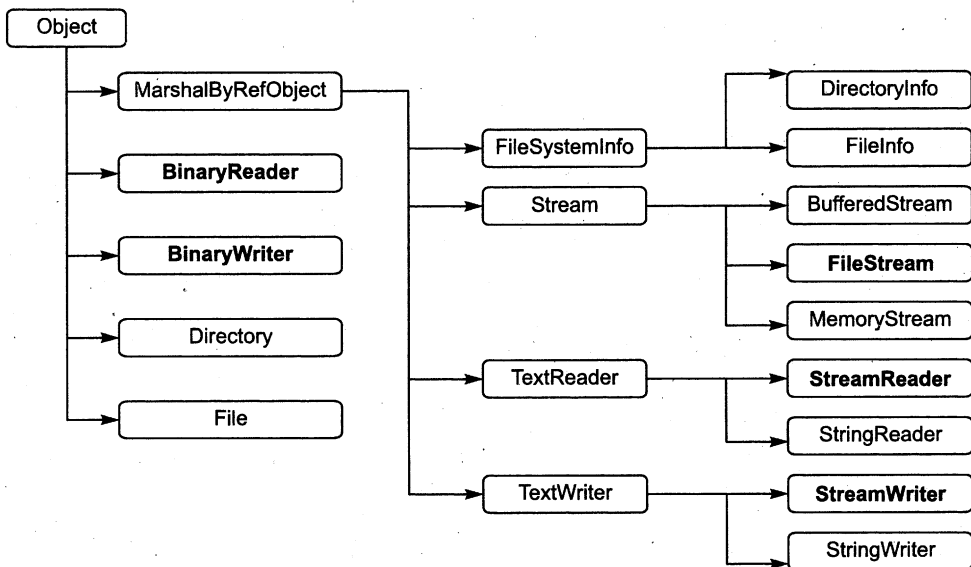 Object
MarshalByRefObject
BinaryReader
BinaryWriter
Directory
File
FileSystemInfo
Stream
TextReader
TextWriter
DirectoryInfo
FileInfo
BufferedStream
FileStream
MemoryStream
StreamReader
StringReader
StreamWriter
StringWriter